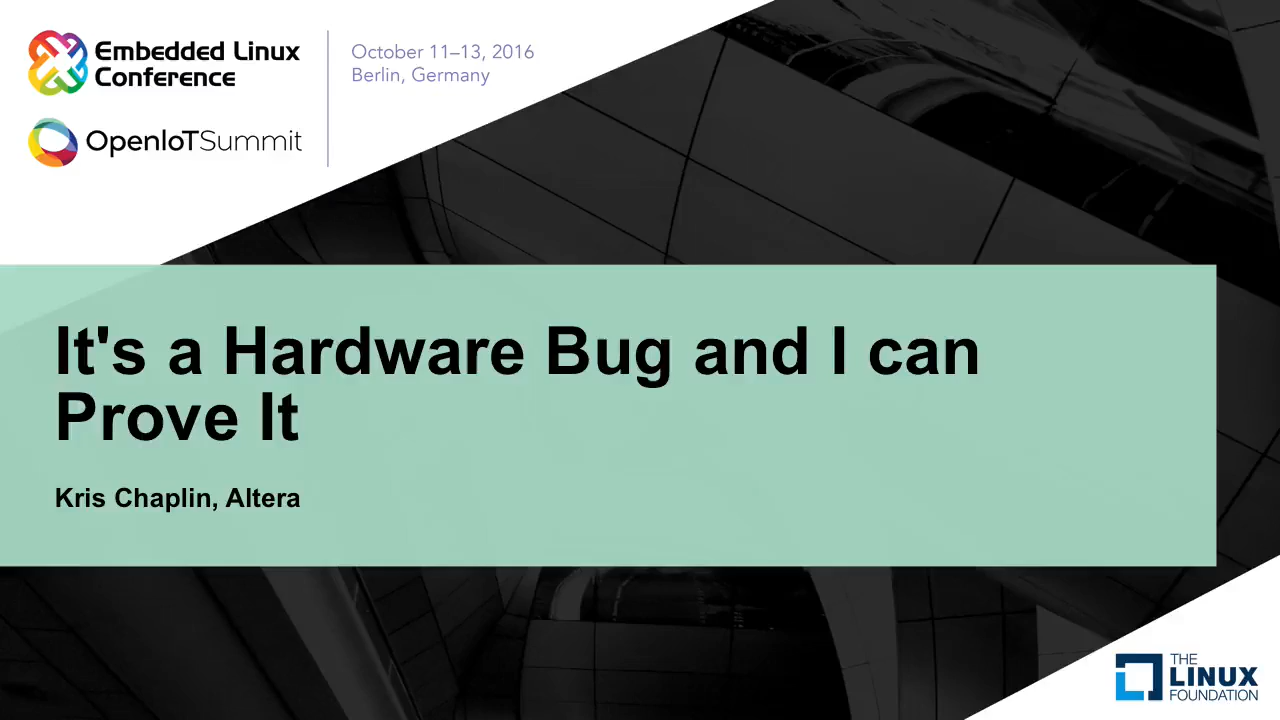 Embedded Linux
Conference
October 11–13, 2016
Berlin, Germany
OpenIoTSummit
It's a Hardware Bug and I can
Prove It
Kris Chaplin, Altera
THE
LINUX
FOUNDATION